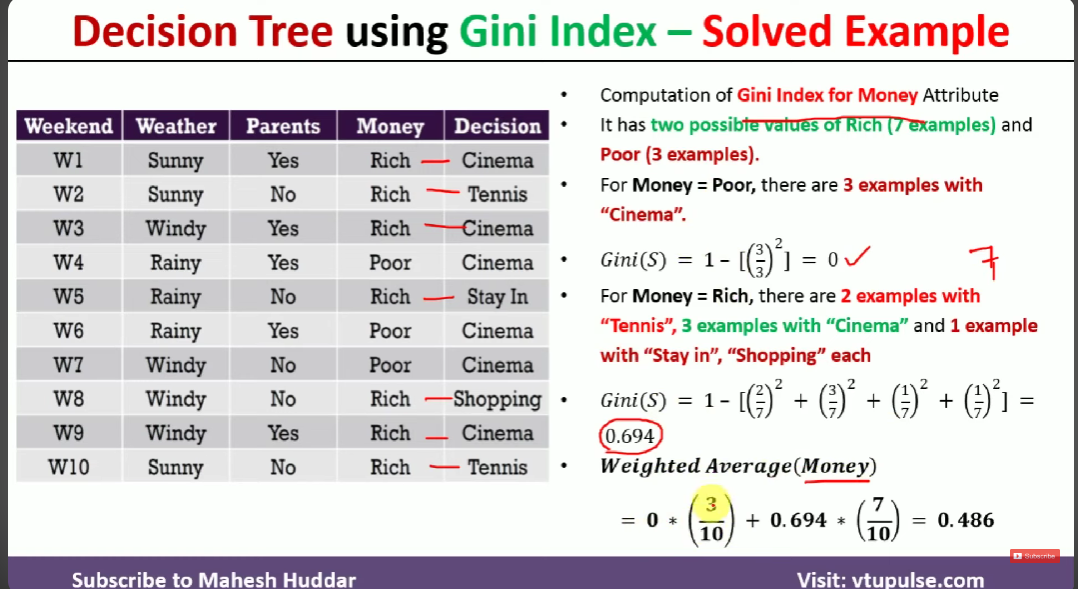 Decision Tree using Gini Index – Solved Example
Weekend Weather Parents Money Decision
W1 Sunny Yes Rich Cinema
W2 Sunny No Rich Tennis
W3 Windy Yes Rich Cinema
W4 Rainy Yes Poor Cinema
W5 Rainy No Rich Stay In
W6 Rainy Yes Poor Cinema
W7 Windy No Poor Cinema
W8 Windy No Rich Shopping
W9 Windy Yes Rich Cinema
W10 Sunny No Rich Tennis
• Computation of Gini Index for Money Attribute
• It has two possible values of Rich (7 examples) and
Poor (3 examples).
• For Money = Poor, there are 3 examples with
“Cinema”.
• Gini(S) = 1 - [(3/3)^2] = 0 ✓
7
• For Money = Rich, there are 2 examples with
“Tennis”, 3 examples with “Cinema” and 1 example
with “Stay in”, “Shopping” each
• Gini(S) = 1 - [(2/7)^2 + (3/7)^2 + (1/7)^2 + (1/7)^2] =
0.694
• Weighted Average(Money)
= 0 * (3/10) + 0.694 * (7/10) = 0.486
Subscribe
Subscribe to Mahesh Huddar
Visit: vtupulse.com